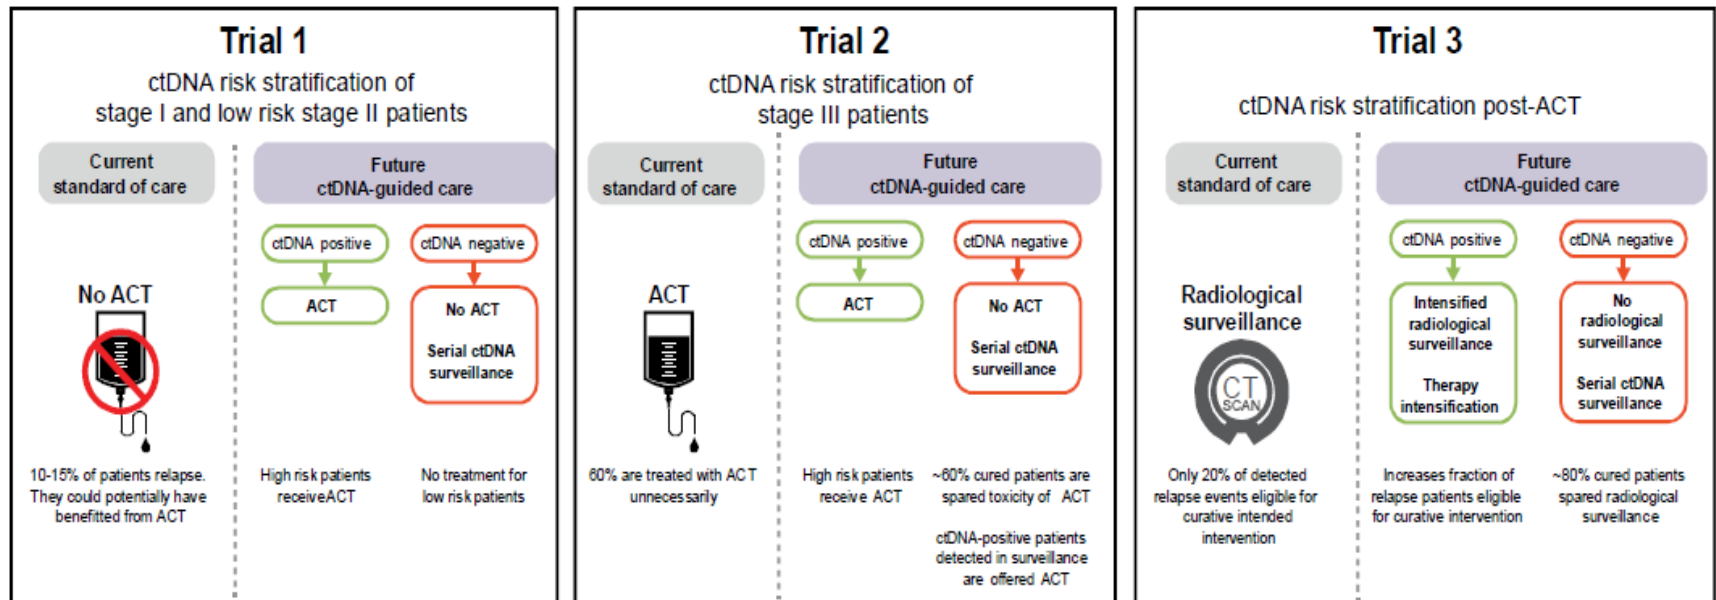 Trial 1
ctDNA risk stratification of
stage I and low risk stage II patients
Current
standard of care
Future
ctDNA-guided care
No ACT
ctDNA positive
ACT
ctDNA negative
No ACT
Serial ctDNA
surveillance
10-15% of patients relapse.
They could potentially have
benefitted from ACT
High risk patients
receiveACT
No treatment for
low risk patients
Trial 2
ctDNA risk stratification of
stage III patients
Current
standard of care
Future
ctDNA-guided care
ACT
ctDNA positive
ACT
ctDNA negative
No ACT
Serial ctDNA
surveillance
60% are treated with ACT
unnecessarily
High risk patients
receive ACT
~60% cured patients are
spared toxicity of ACT
ctDNA-positive patients
detected in surveillance
are offered ACT
Trial 3
ctDNA risk stratification post-ACT
Current
standard of care
Future
ctDNA-guided care
Radiological
surveillance
CT
SCAN
ctDNA positive
Intensified
radiological
surveillance
Therapy
intensification
ctDNA negative
No
radiological
surveillance
Serial ctDNA
surveillance
Only 20% of detected
relapse events eligible for
curative intended
intervention
Increases fraction of
relapse patients eligible
for curative intervention
~80% cured patients
spared radiological
surveillance